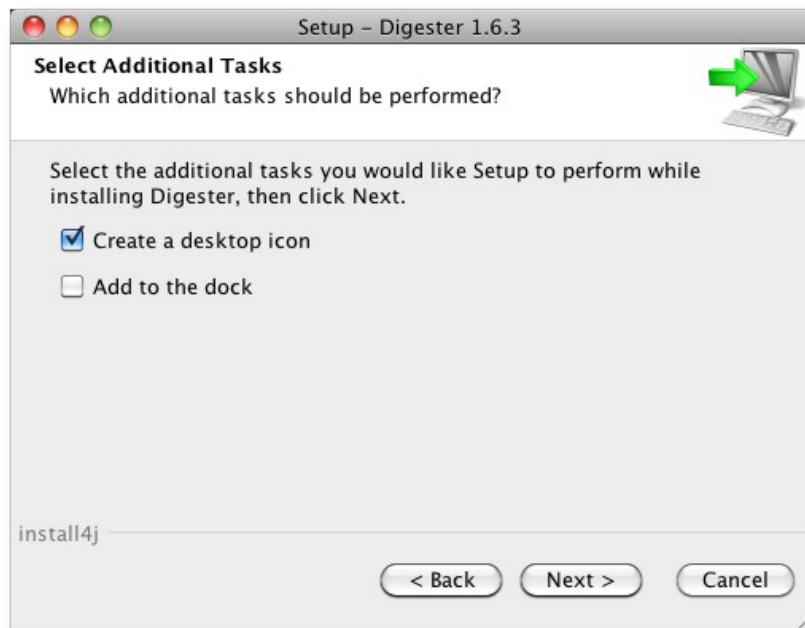 Setup – Digester 1.6.3
Select Additional Tasks
Which additional tasks should be performed?
Select the additional tasks you would like Setup to perform while
installing Digester, then click Next.
Create a desktop icon
Add to the dock
install4j
< Back Next > Cancel